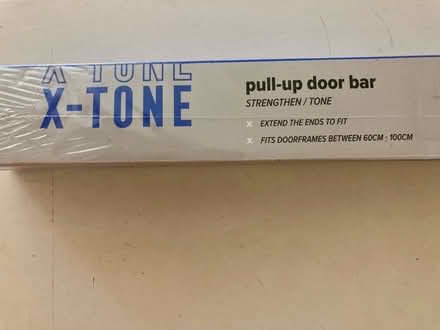 X-TONE
X-TONE
pull-up door bar
STRENGTHEN / TONE
X EXTEND THE ENDS TO FIT
X FITS DOORFRAMES BETWEEN 60CM - 100CM